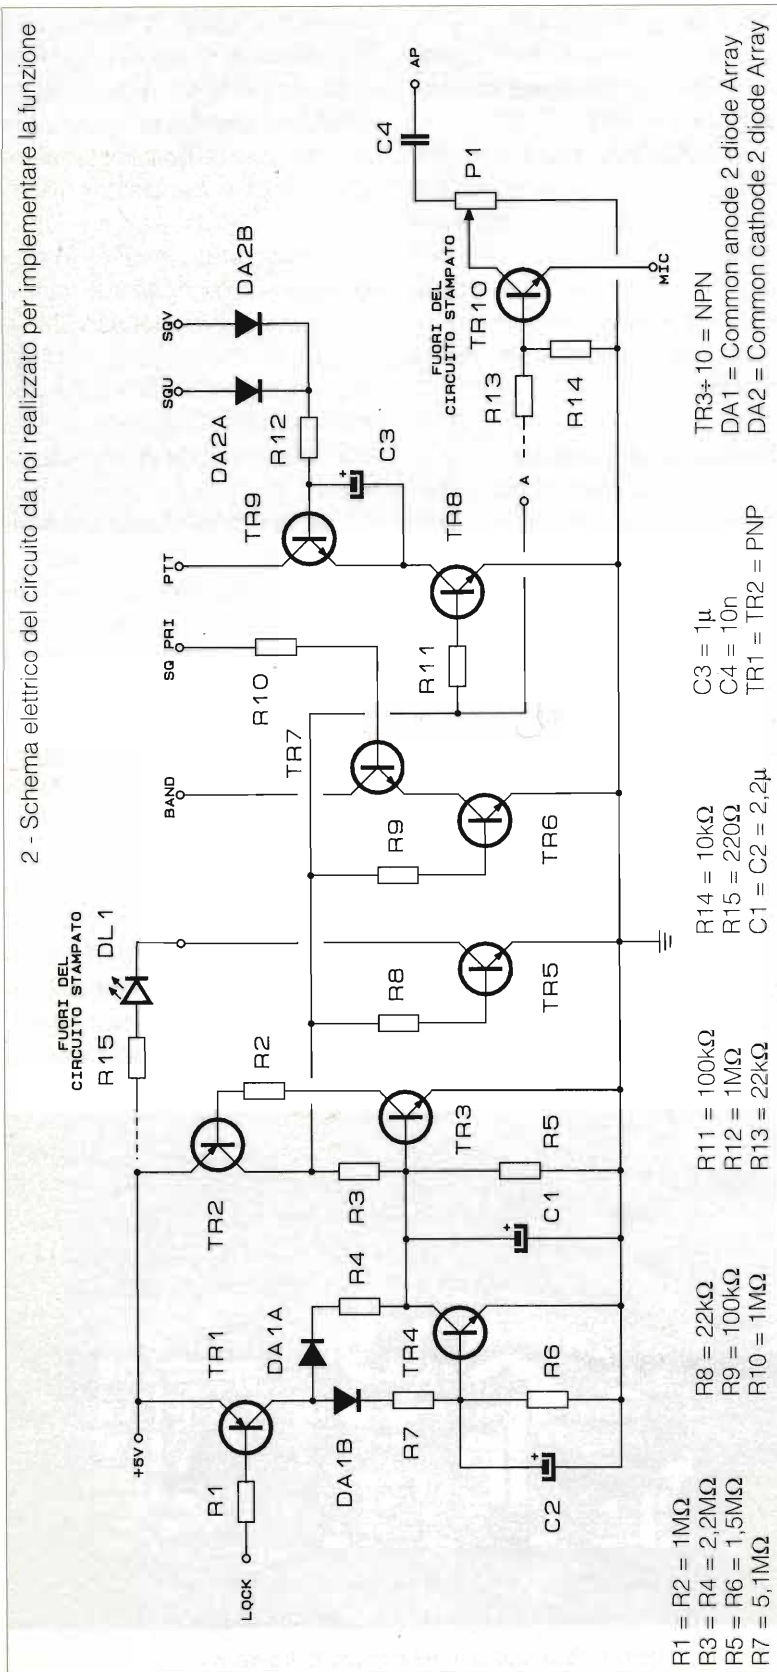 2 - Schema elettrico del circuito da noi realizzato per implementare la funzione
FUORI DEL
CIRCUITO STAMPATO
R15
DL1
+5V
LOCK
R1
TR1
DA1A
DA1B
R4
R7
TR4
R6
C2
TR2
R2
R3
TR3
R5
C1
R8
TR5
BAND
SQ PRI
R10
TR7
R9
TR6
PTT
SQU
SQV
DA2A
DA2B
R12
TR9
C3
R11
TR8
A
FUORI DEL
CIRCUITO STAMPATO
TR10
R13
R14
C4
AP
P1
MIC
R1 = R2 = 1MΩ
R3 = R4 = 2,2MΩ
R5 = R6 = 1,5MΩ
R7 = 5,1MΩ
R8 = 22kΩ
R9 = 100kΩ
R10 = 1MΩ
R11 = 100kΩ
R12 = 1MΩ
R13 = 22kΩ
R14 = 10kΩ
R15 = 220Ω
C1 = C2 = 2,2µ
C3 = 1µ
C4 = 10n
TR1 = TR2 = PNP
TR3÷10 = NPN
DA1 = Common anode 2 diode Array
DA2 = Common cathode 2 diode Array